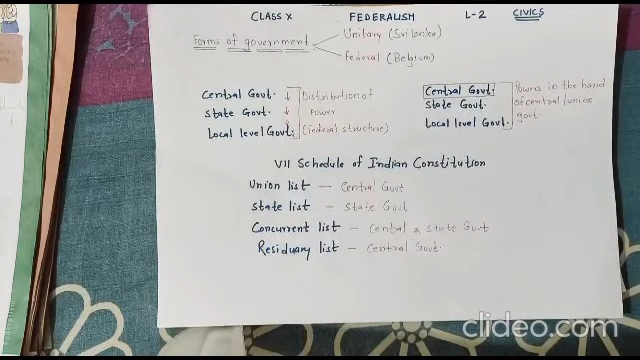 CLASS X FEDERALISM L-2 CIVICS
Forms of government Unitary (Srilanka)
Federal (Belgium)
Central Govt. Distribution of
State Govt. Power
Local level Govt. (Federal structure)
Central Govt. Powers in the hand
State Govt. of central/union
Local level Govt. govt.
VII Schedule of Indian Constitution
Union list - Central Govt
State list - State Govt
Concurrent list - Central & State Govt
Residuary list - Central Govt.
clideo.com